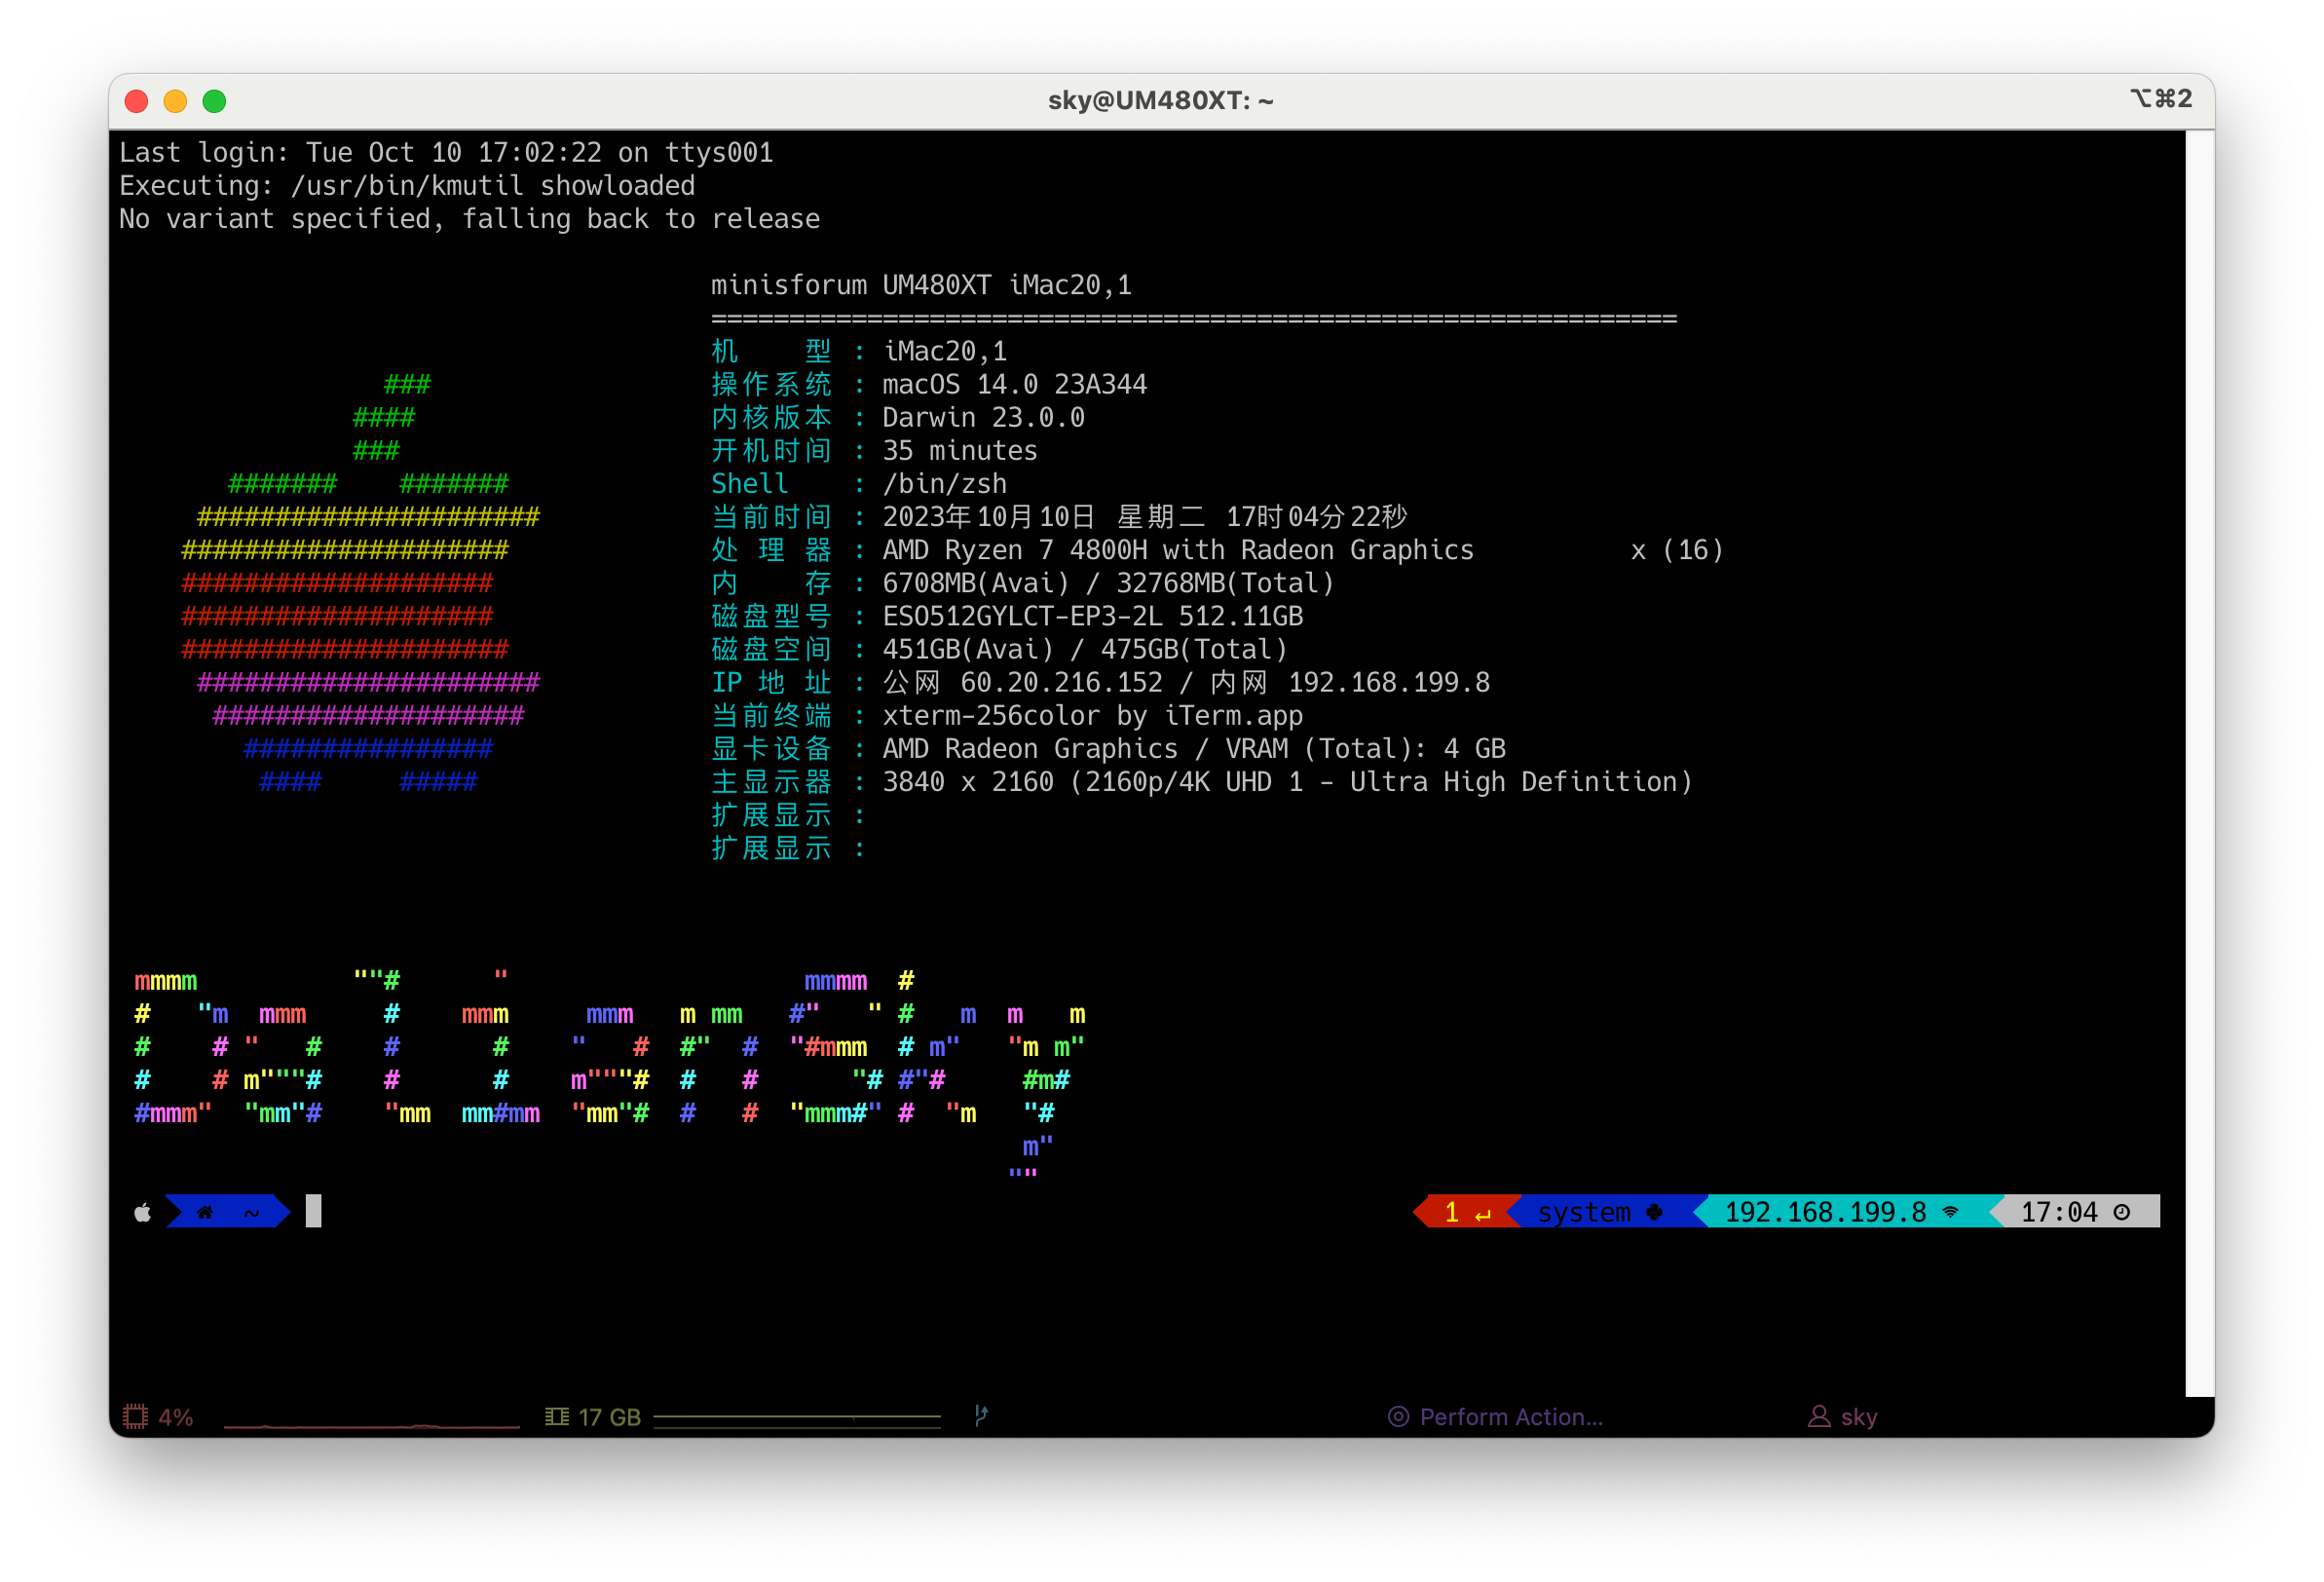 sky@UM480XT: ~
⌥⌘2
Last login: Tue Oct 10 17:02:22 on ttys001
Executing: /usr/bin/kmutil showloaded
No variant specified, falling back to release
minisforum UM480XT iMac20,1
==============================================================
机 型 : iMac20,1
操作系统 : macOS 14.0 23A344
内核版本 : Darwin 23.0.0
开机时间 : 35 minutes
Shell : /bin/zsh
当前时间 : 2023年10月10日 星期二 17时04分22秒
处 理 器 : AMD Ryzen 7 4800H with Radeon Graphics x (16)
内 存 : 6708MB(Avai) / 32768MB(Total)
磁盘型号 : ESO512GYLCT-EP3-2L 512.11GB
磁盘空间 : 451GB(Avai) / 475GB(Total)
IP 地 址 : 公网 60.20.216.152 / 内网 192.168.199.8
当前终端 : xterm-256color by iTerm.app
显卡设备 : AMD Radeon Graphics / VRAM (Total): 4 GB
主显示器 : 3840 x 2160 (2160p/4K UHD 1 - Ultra High Definition)
扩展显示 :
扩展显示 :
DalianSky
~
1 ↵ system 192.168.199.8 17:04
4% 17 GB Perform Action... sky